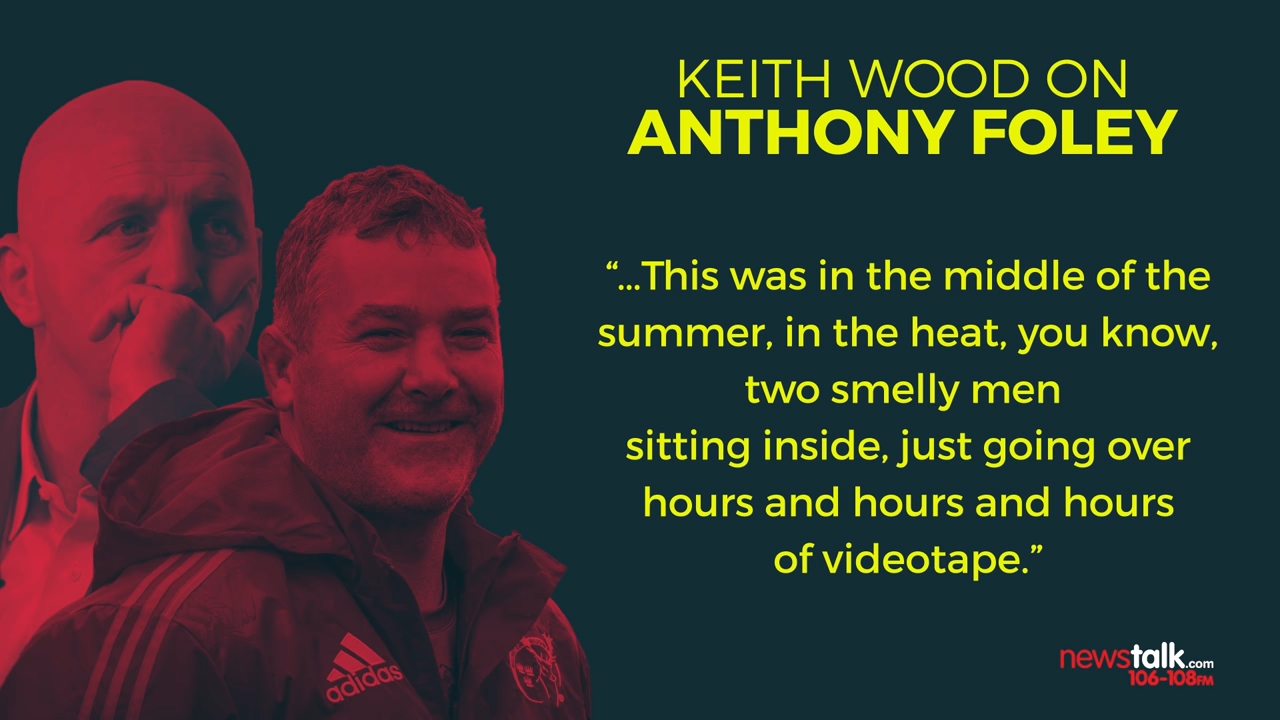 KEITH WOOD ON
ANTHONY FOLEY
“...This was in the middle of the
summer, in the heat, you know,
two smelly men
sitting inside, just going over
hours and hours and hours
of videotape.”
adidas
newstalk.com
106-108FM